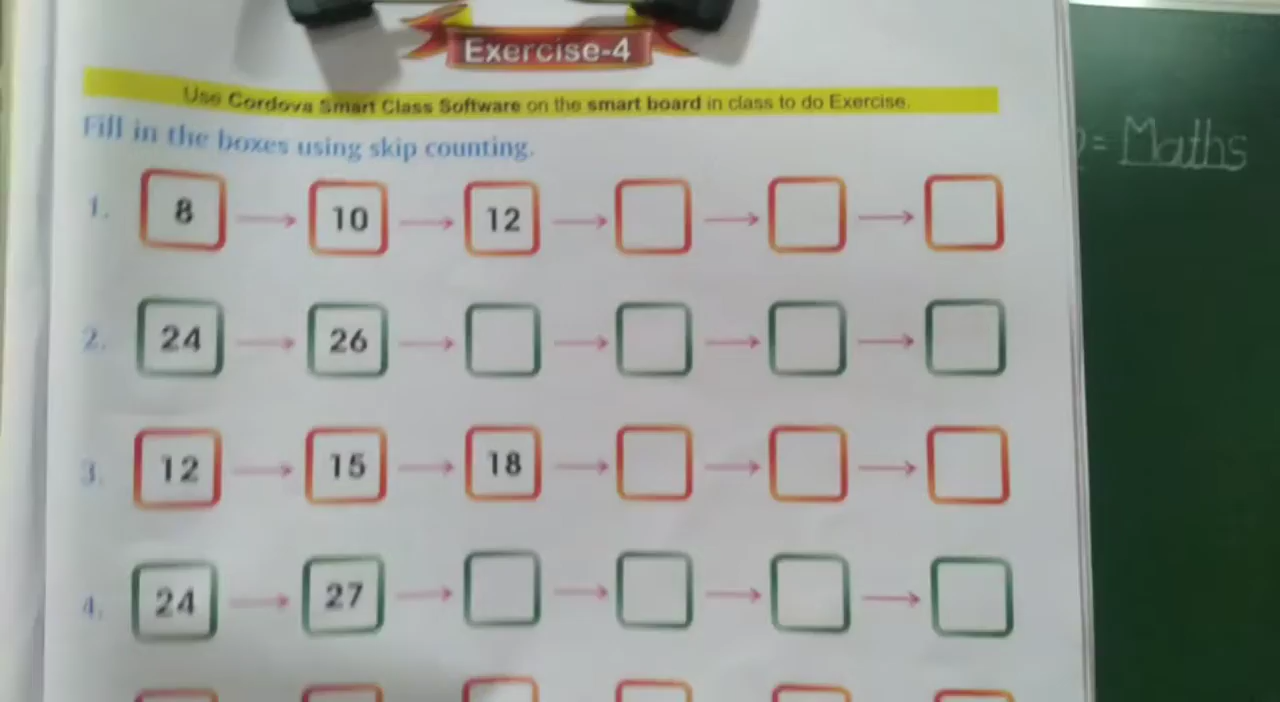 Exercise-4
Use Cordova Smart Class Software on the smart board in class to do Exercise.
Fill in the boxes using skip counting.
1. 8 → 10 → 12 → → →
2. 24 → 26 → → → →
3. 12 → 15 → 18 → → →
4. 24 → 27 → → → →
= Maths